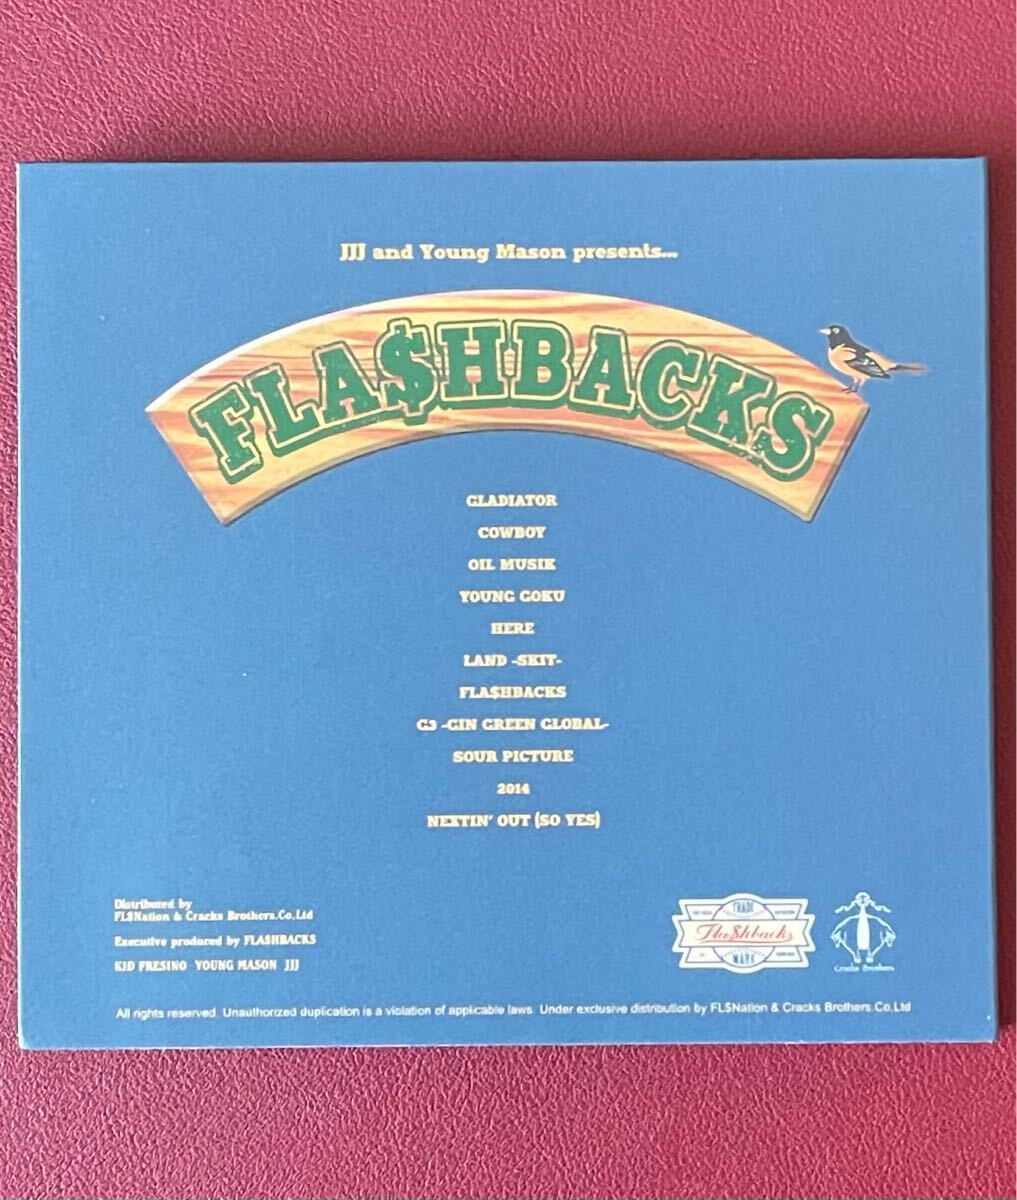 JJJ and Young Mason presents...
FLA$HBACKS
GLADIATOR
COWBOY
OIL MUSIK
YOUNG GOKU
HERE
LAND -SKIT-
FLA$HBACKS
G3 -GIN GREEN GLOBAL-
SOUR PICTURE
2014
NEXTIN' OUT (SO YES)
Distributed by
FL$Nation & Cracks Brothers.Co.Ltd
Executive produced by FLA$HBACKS
KID FRESINO YOUNG MASON JJJ
TRADE
Fla$hbacks
MARK
Cracks Brothers
All rights reserved. Unauthorized duplication is a violation of applicable laws. Under exclusive distribution by FL$Nation & Cracks Brothers Co.Ltd